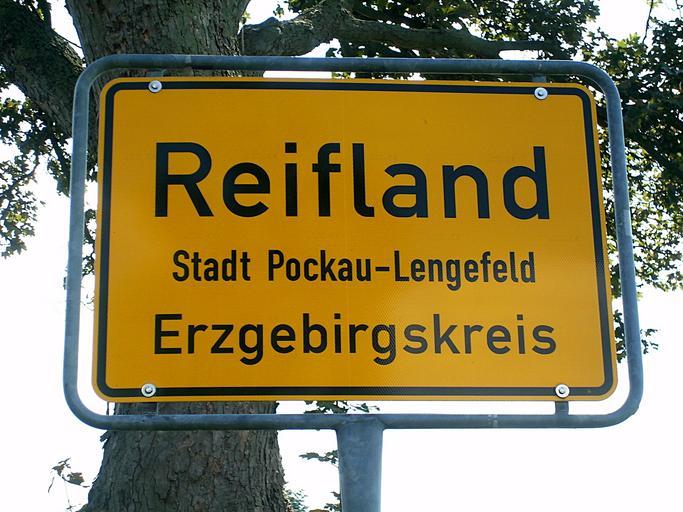 Reifland
Stadt Pockau-Lengefeld
Erzgebirgskreis